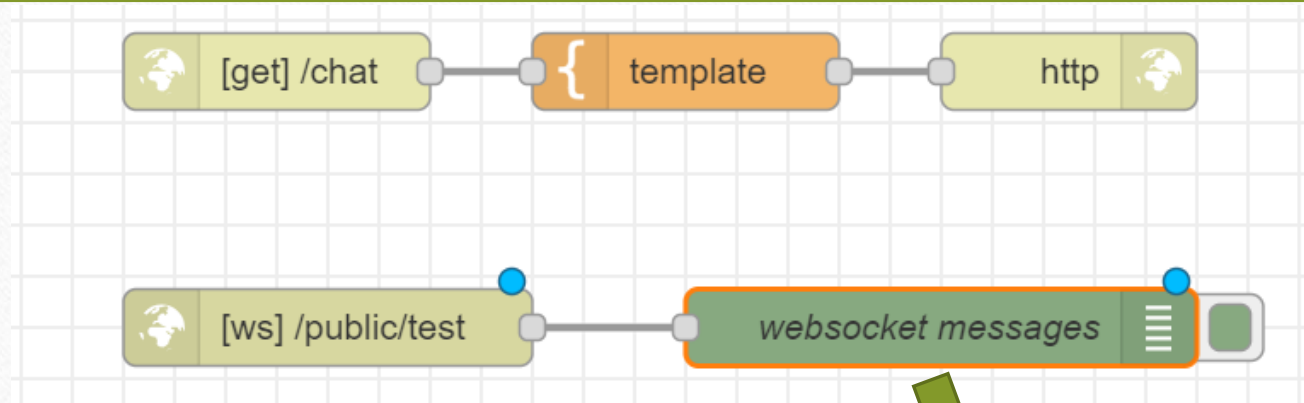 [get] /chat
template
http
[ws] /public/test
websocket messages